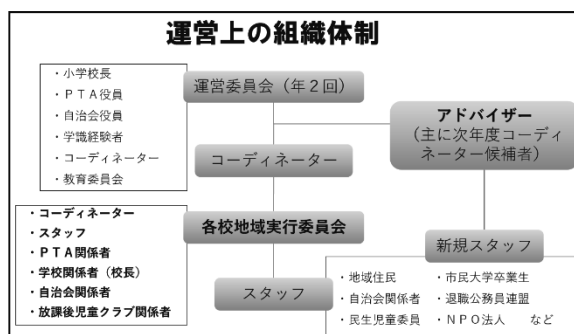 運営上の組織体制
・小学校長
・ＰＴＡ役員
・自治会役員
・学識経験者
・コーディネーター
・教育委員会
運営委員会（年２回）
アドバイザー
（主に次年度コーディ
ネーター候補者）
コーディネーター
・コーディネーター
・スタッフ
・ＰＴＡ関係者
・学校関係者（校長）
・自治会関係者
・放課後児童クラブ関係者
各校地域実行委員会
スタッフ
新規スタッフ
・地域住民
・自治会関係者
・民生児童委員
・市民大学卒業生
・退職公務員連盟
・ＮＰＯ法人　など